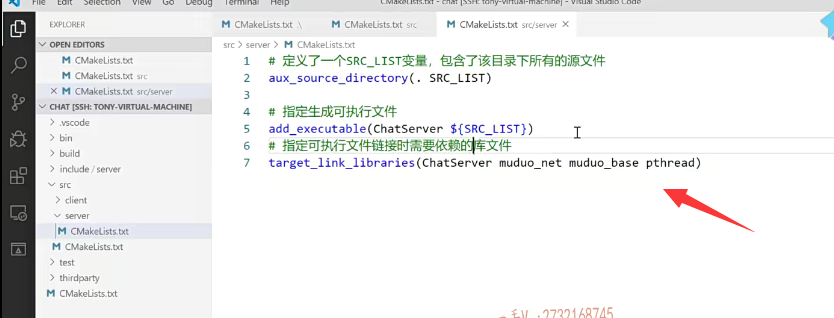 File Edit Selection View Go Debug Terminal Help
CMakeLists.txt - chat [SSH: tony-virtual-machine] - Visual Studio Code
EXPLORER
OPEN EDITORS
CMakeLists.txt
CMakeLists.txt src
CMakeLists.txt src/server
CHAT [SSH: TONY-VIRTUAL-MACHINE]
.vscode
bin
build
include / server
src
client
server
CMakeLists.txt
CMakeLists.txt
test
thirdparty
CMakeLists.txt
CMakeLists.txt .\
CMakeLists.txt src
CMakeLists.txt src/server
src > server > CMakeLists.txt
1 # 定义了一个SRC_LIST变量，包含了该目录下所有的源文件
2 aux_source_directory(. SRC_LIST)
3
4 # 指定生成可执行文件
5 add_executable(ChatServer ${SRC_LIST})
6 # 指定可执行文件链接时需要依赖的库文件
7 target_link_libraries(ChatServer muduo_net muduo_base pthread)
:2732168745